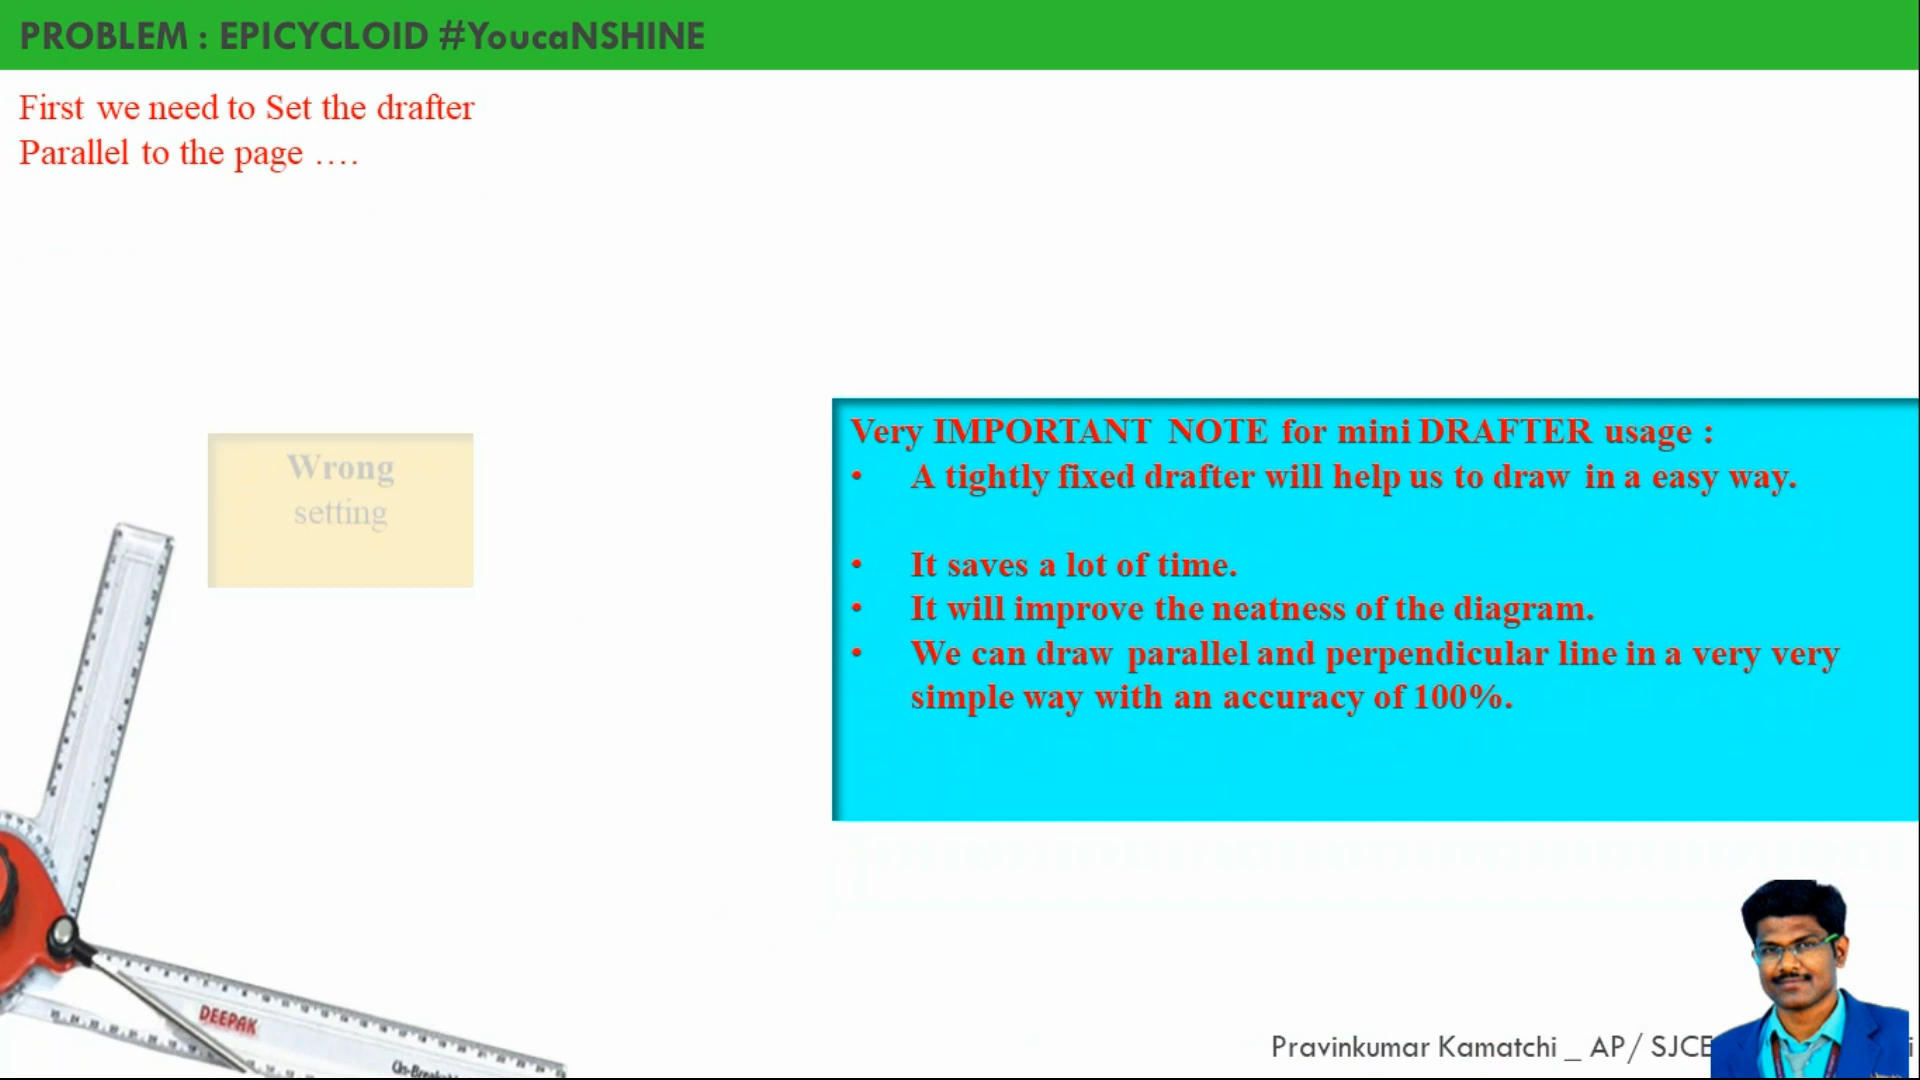 PROBLEM : EPICYCLOID #YoucaNSHINE
First we need to Set the drafter
Parallel to the page ....
Wrong
setting
Very IMPORTANT NOTE for mini DRAFTER usage :
• A tightly fixed drafter will help us to draw in a easy way.
• It saves a lot of time.
• It will improve the neatness of the diagram.
• We can draw parallel and perpendicular line in a very very
simple way with an accuracy of 100%.
DEEPAK
Pravinkumar Kamatchi _ AP/ SJCE